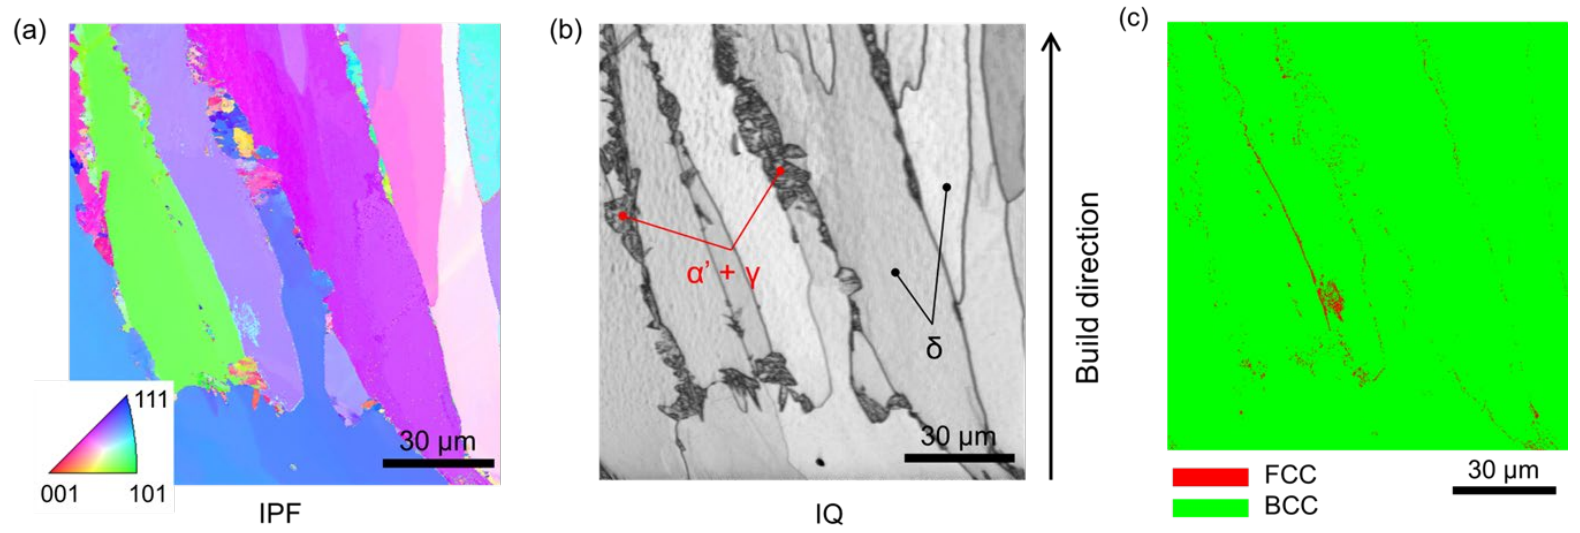 (a)
111
001
101
30 μm
IPF
(b)
α’ + γ
δ
30 μm
IQ
Build direction
(c)
FCC
BCC
30 μm